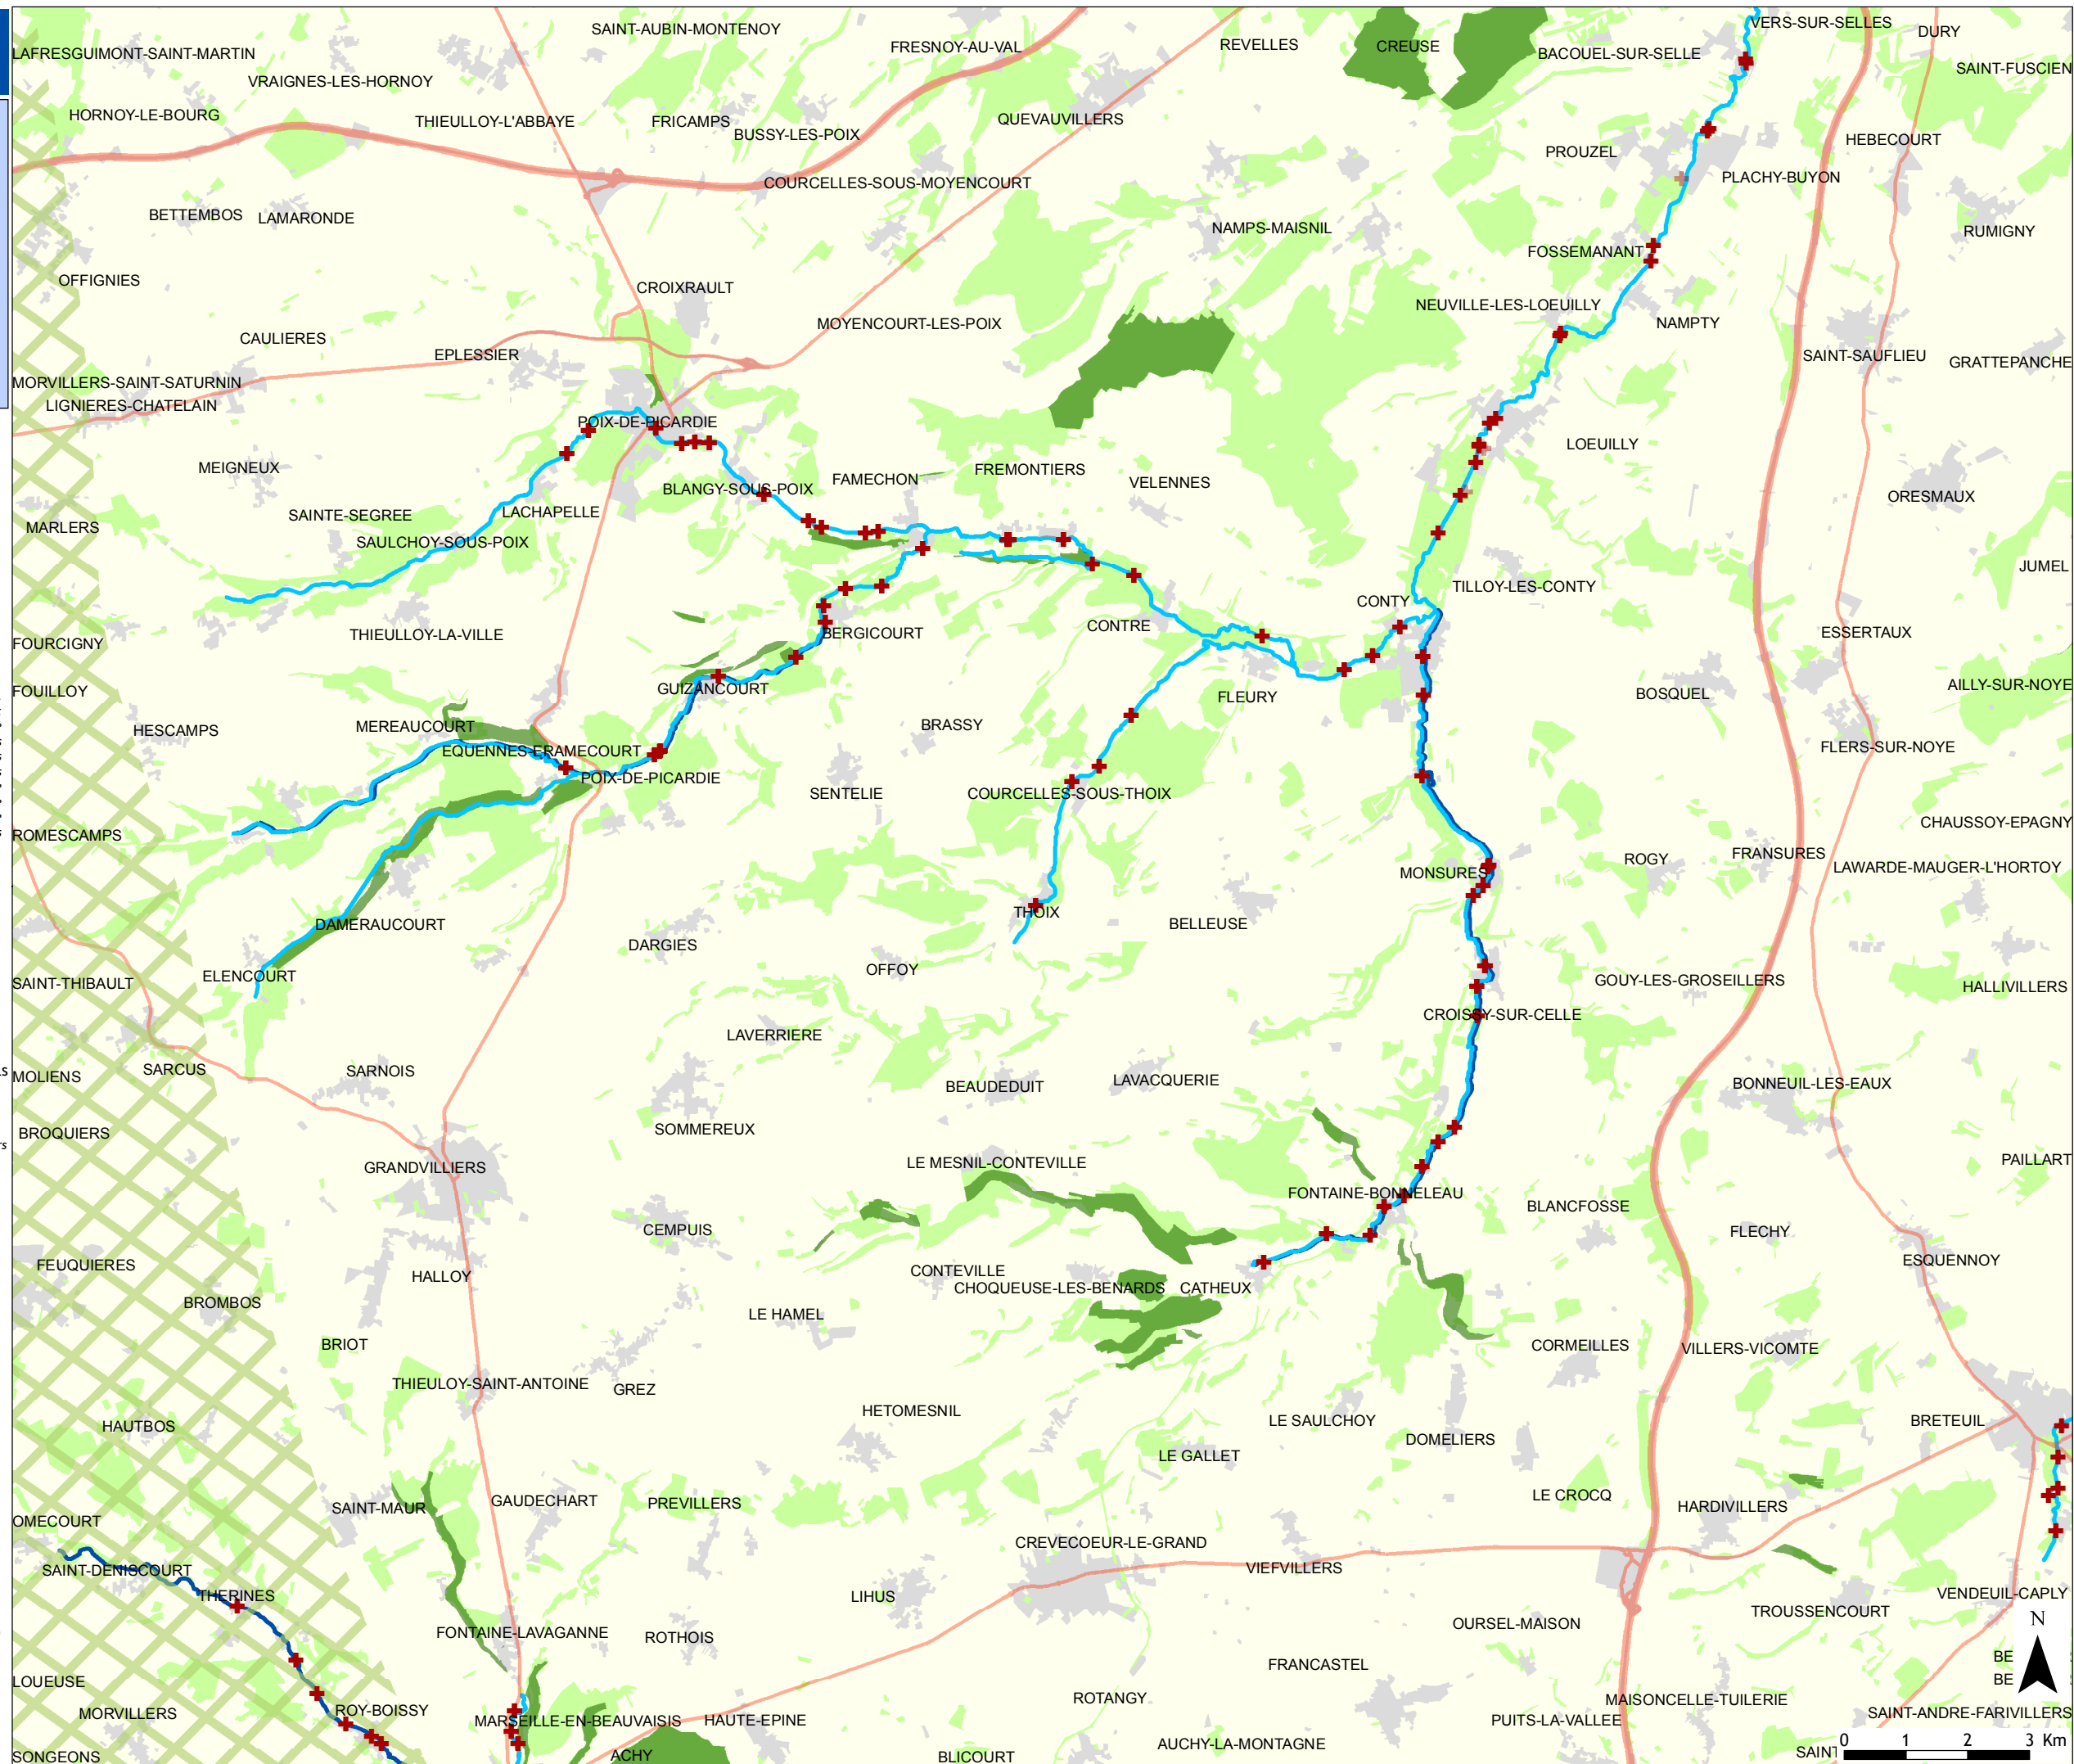 VERS-SUR-SELLES
SAINT-AUBIN-MONTENOY
DURY
LAFRESGUIMONT-SAINT-MARTIN
FRESNOY-AU-VAL
REVELLES
CREUSE
BACOUEL-SUR-SELLE
SAINT-FUSCIEN
VRAIGNES-LES-HORNOY
HORNOY-LE-BOURG
THIEULLOY-L'ABBAYE
FRICAMPS
BUSSY-LES-POIX
QUEVAUVILLERS
HEBECOURT
PROUZEL
PLACHY-BUYON
COURCELLES-SOUS-MOYENCOURT
BETTEMBOS
LAMARONDE
NAMPS-MAISNIL
RUMIGNY
FOSSEMANANT
OFFIGNIES
CROIXRAULT
NEUVILLE-LES-LOEUILLY
NAMPTY
MOYENCOURT-LES-POIX
CAULIERES
EPLESSIER
SAINT-SAUFLIEU
GRATTEPANCHE
MORVILLERS-SAINT-SATURNIN
LIGNIERES-CHATELAIN
POIX-DE-PICARDIE
LOEUILLY
MEIGNEUX
FAMECHON
FREMONTIERS
VELENNES
BLANGY-SOUS-POIX
ORESMAUX
LACHAPELLE
SAINTE-SEGREE
MARLERS
SAULCHOY-SOUS-POIX
JUMEL
TILLOY-LES-CONTY
CONTY
CONTRE
ESSERTAUX
THIEULLOY-LA-VILLE
BERGICOURT
FOURCIGNY
FOUILLOY
GUIZANCOURT
FLEURY
BOSQUEL
AILLY-SUR-NOYE
HESCAMPS
MEREAUCOURT
BRASSY
EQUENNES-ERAMECOURT
FLERS-SUR-NOYE
POIX-DE-PICARDIE
SENTELIE
COURCELLES-SOUS-THOIX
CHAUSSOY-EPAGNY
ROMESCAMPS
ROGY
FRANSURES
LAWARDE-MAUGER-L'HORTOY
MONSURES
THOIX
DAMERAUCOURT
BELLEUSE
DARGIES
OFFOY
ELENCOURT
SAINT-THIBAULT
GOUY-LES-GROSEILLERS
HALLIVILLERS
CROISSY-SUR-CELLE
LAVERRIERE
SARCUS
SARNOIS
MOLIENS
BEAUDEDUIT
LAVACQUERIE
BONNEUIL-LES-EAUX
BROQUIERS
SOMMEREUX
GRANDVILLIERS
LE MESNIL-CONTEVILLE
PAILLART
FONTAINE-BONNELEAU
BLANCFOSSE
CEMPUIS
FLECHY
ESQUENNOY
FEUQUIERES
HALLOY
CONTEVILLE
CHOQUEUSE-LES-BENARDS
CATHEUX
BROMBOS
LE HAMEL
BRIOT
CORMEILLES
VILLERS-VICOMTE
THIEULOY-SAINT-ANTOINE
GREZ
HETOMESNIL
LE SAULCHOY
BRETEUIL
HAUTBOS
DOMELIERS
LE GALLET
LE CROCQ
SAINT-MAUR
GAUDECHART
PREVILLERS
HARDIVILLERS
OMECOURT
CREVECOEUR-LE-GRAND
VIEFVILLERS
SAINT-DENISCOURT
THERINES
LIHUS
VENDEUIL-CAPLY
TROUSSENCOURT
N
OURSEL-MAISON
FONTAINE-LAVAGANNE
ROTHOIS
BE
FRANCASTEL
BE
LOUEUSE
ROTANGY
MAISONCELLE-TUILERIE
MORVILLERS
ROY-BOISSY
MARSEILLE-EN-BEAUVAISIS
HAUTE-EPINE
PUITS-LA-VALLEE
SAINT-ANDRE-FARIVILLERS
AUCHY-LA-MONTAGNE
0 1 2 3 Km
SONGEONS
ACHY
BLICOURT
SAINT